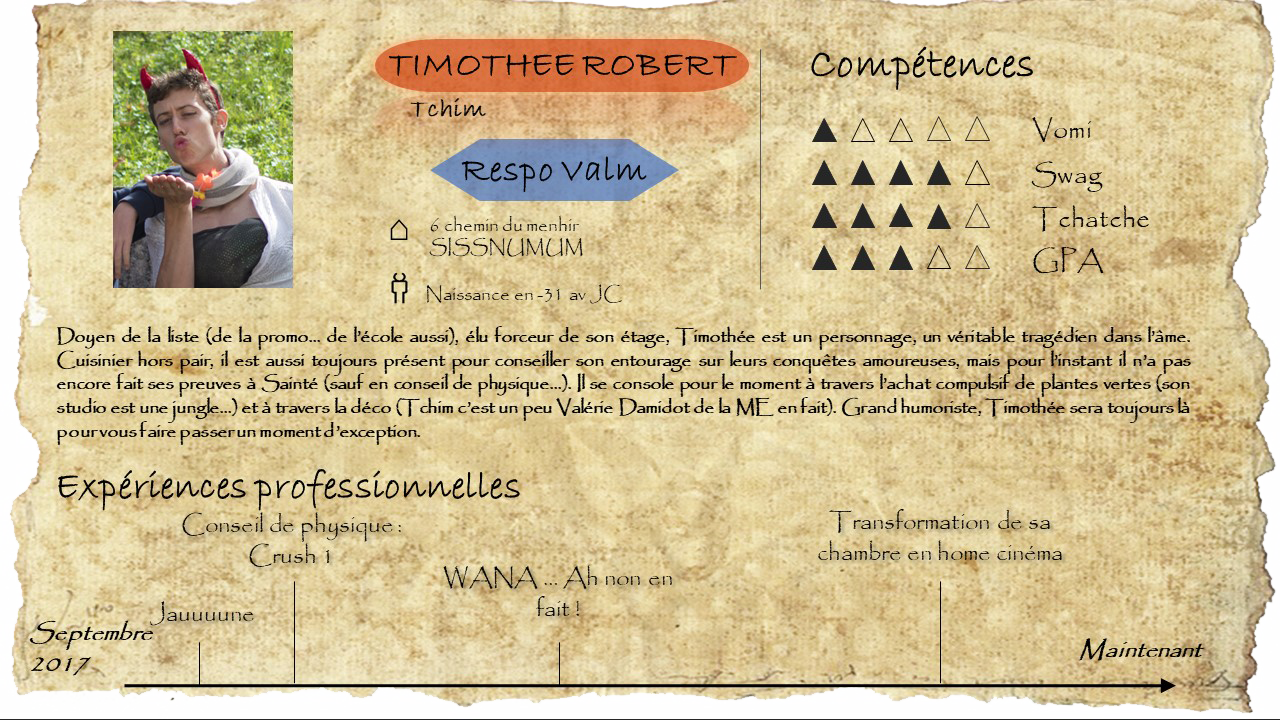 TIMOTHEE ROBERT
Tchim
Respo Valm
6 chemin du menhir
SISSNUMUM
Naissance en -31 av JC
Compétences
Vomi
Swag
Tchatche
GPA
Doyen de la liste (de la promo... de l'école aussi), élu forceur de son étage, Timothée est un personnage, un véritable tragédien dans l'âme.
Cuisinier hors pair, il est aussi toujours présent pour conseiller son entourage sur leurs conquêtes amoureuses, mais pour l'instant il n'a pas
encore fait ses preuves à Sainté (sauf en conseil de physique...). Il se console pour le moment à travers l'achat compulsif de plantes vertes (son
studio est une jungle...) et à travers la déco (Tchim c'est un peu Valérie Damidot de la ME en fait). Grand humoriste, Timothée sera toujours là
pour vous faire passer un moment d'exception.
Expériences professionnelles
Conseil de physique :
Crush 1
Transformation de sa
chambre en home cinéma
WANA ... Ah non en
fait !
Jauuuune
Septembre
2017
Maintenant